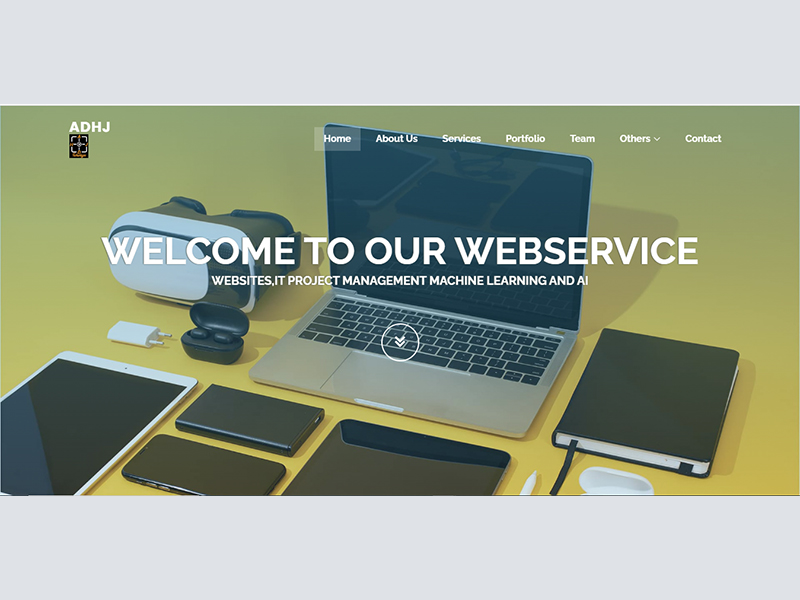 ADHJ
Home About Us Services Portfolio Team Others Contact
WELCOME TO OUR WEBSERVICE
WEBSITES,IT PROJECT MANAGEMENT MACHINE LEARNING AND AI